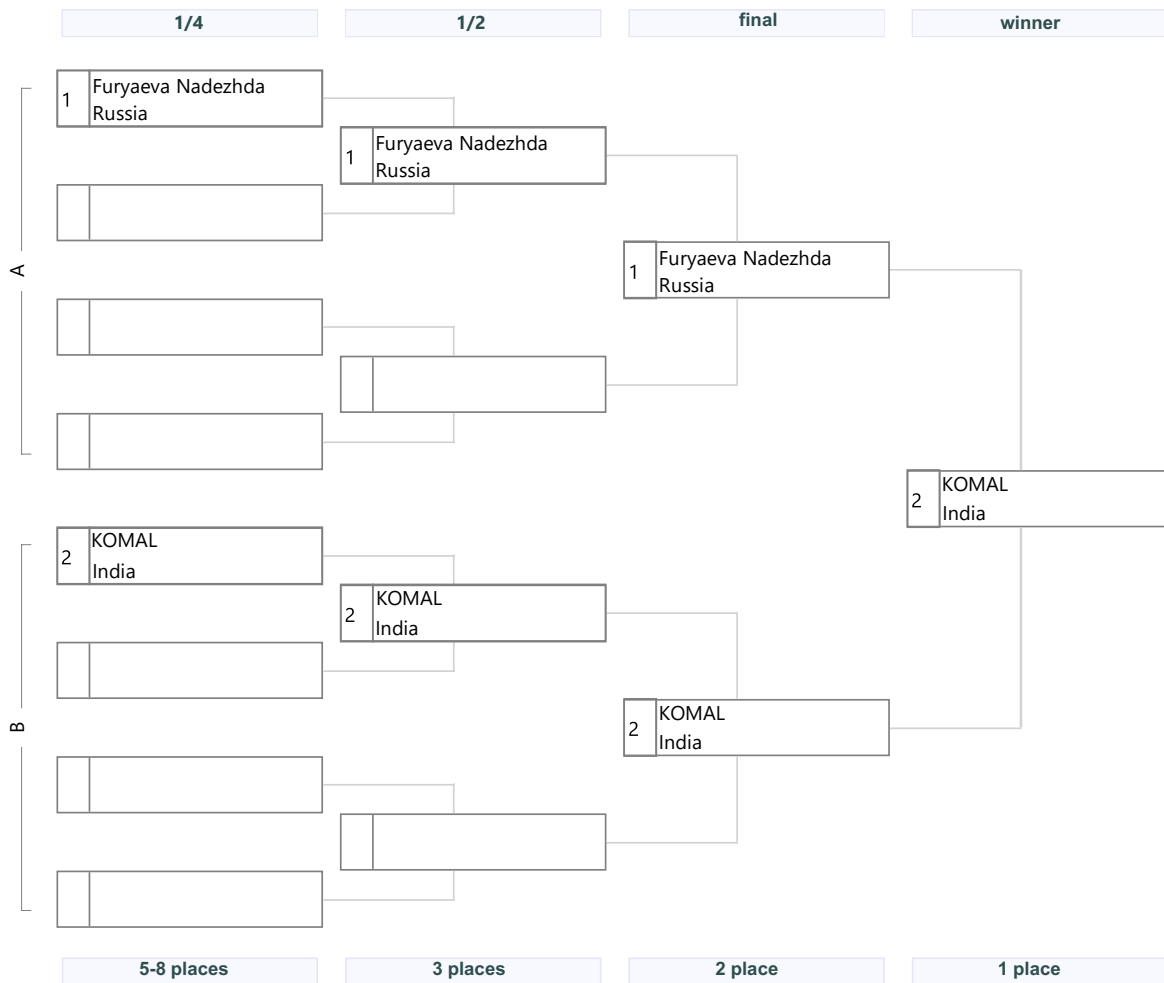 1/4
1/2
final
winner
1
Furyaeva Nadezhda
Russia
1
Furyaeva Nadezhda
Russia
1
Furyaeva Nadezhda
Russia
A
2
KOMAL
India
2
KOMAL
India
2
KOMAL
India
2
KOMAL
India
B
5-8 places
3 places
2 place
1 place